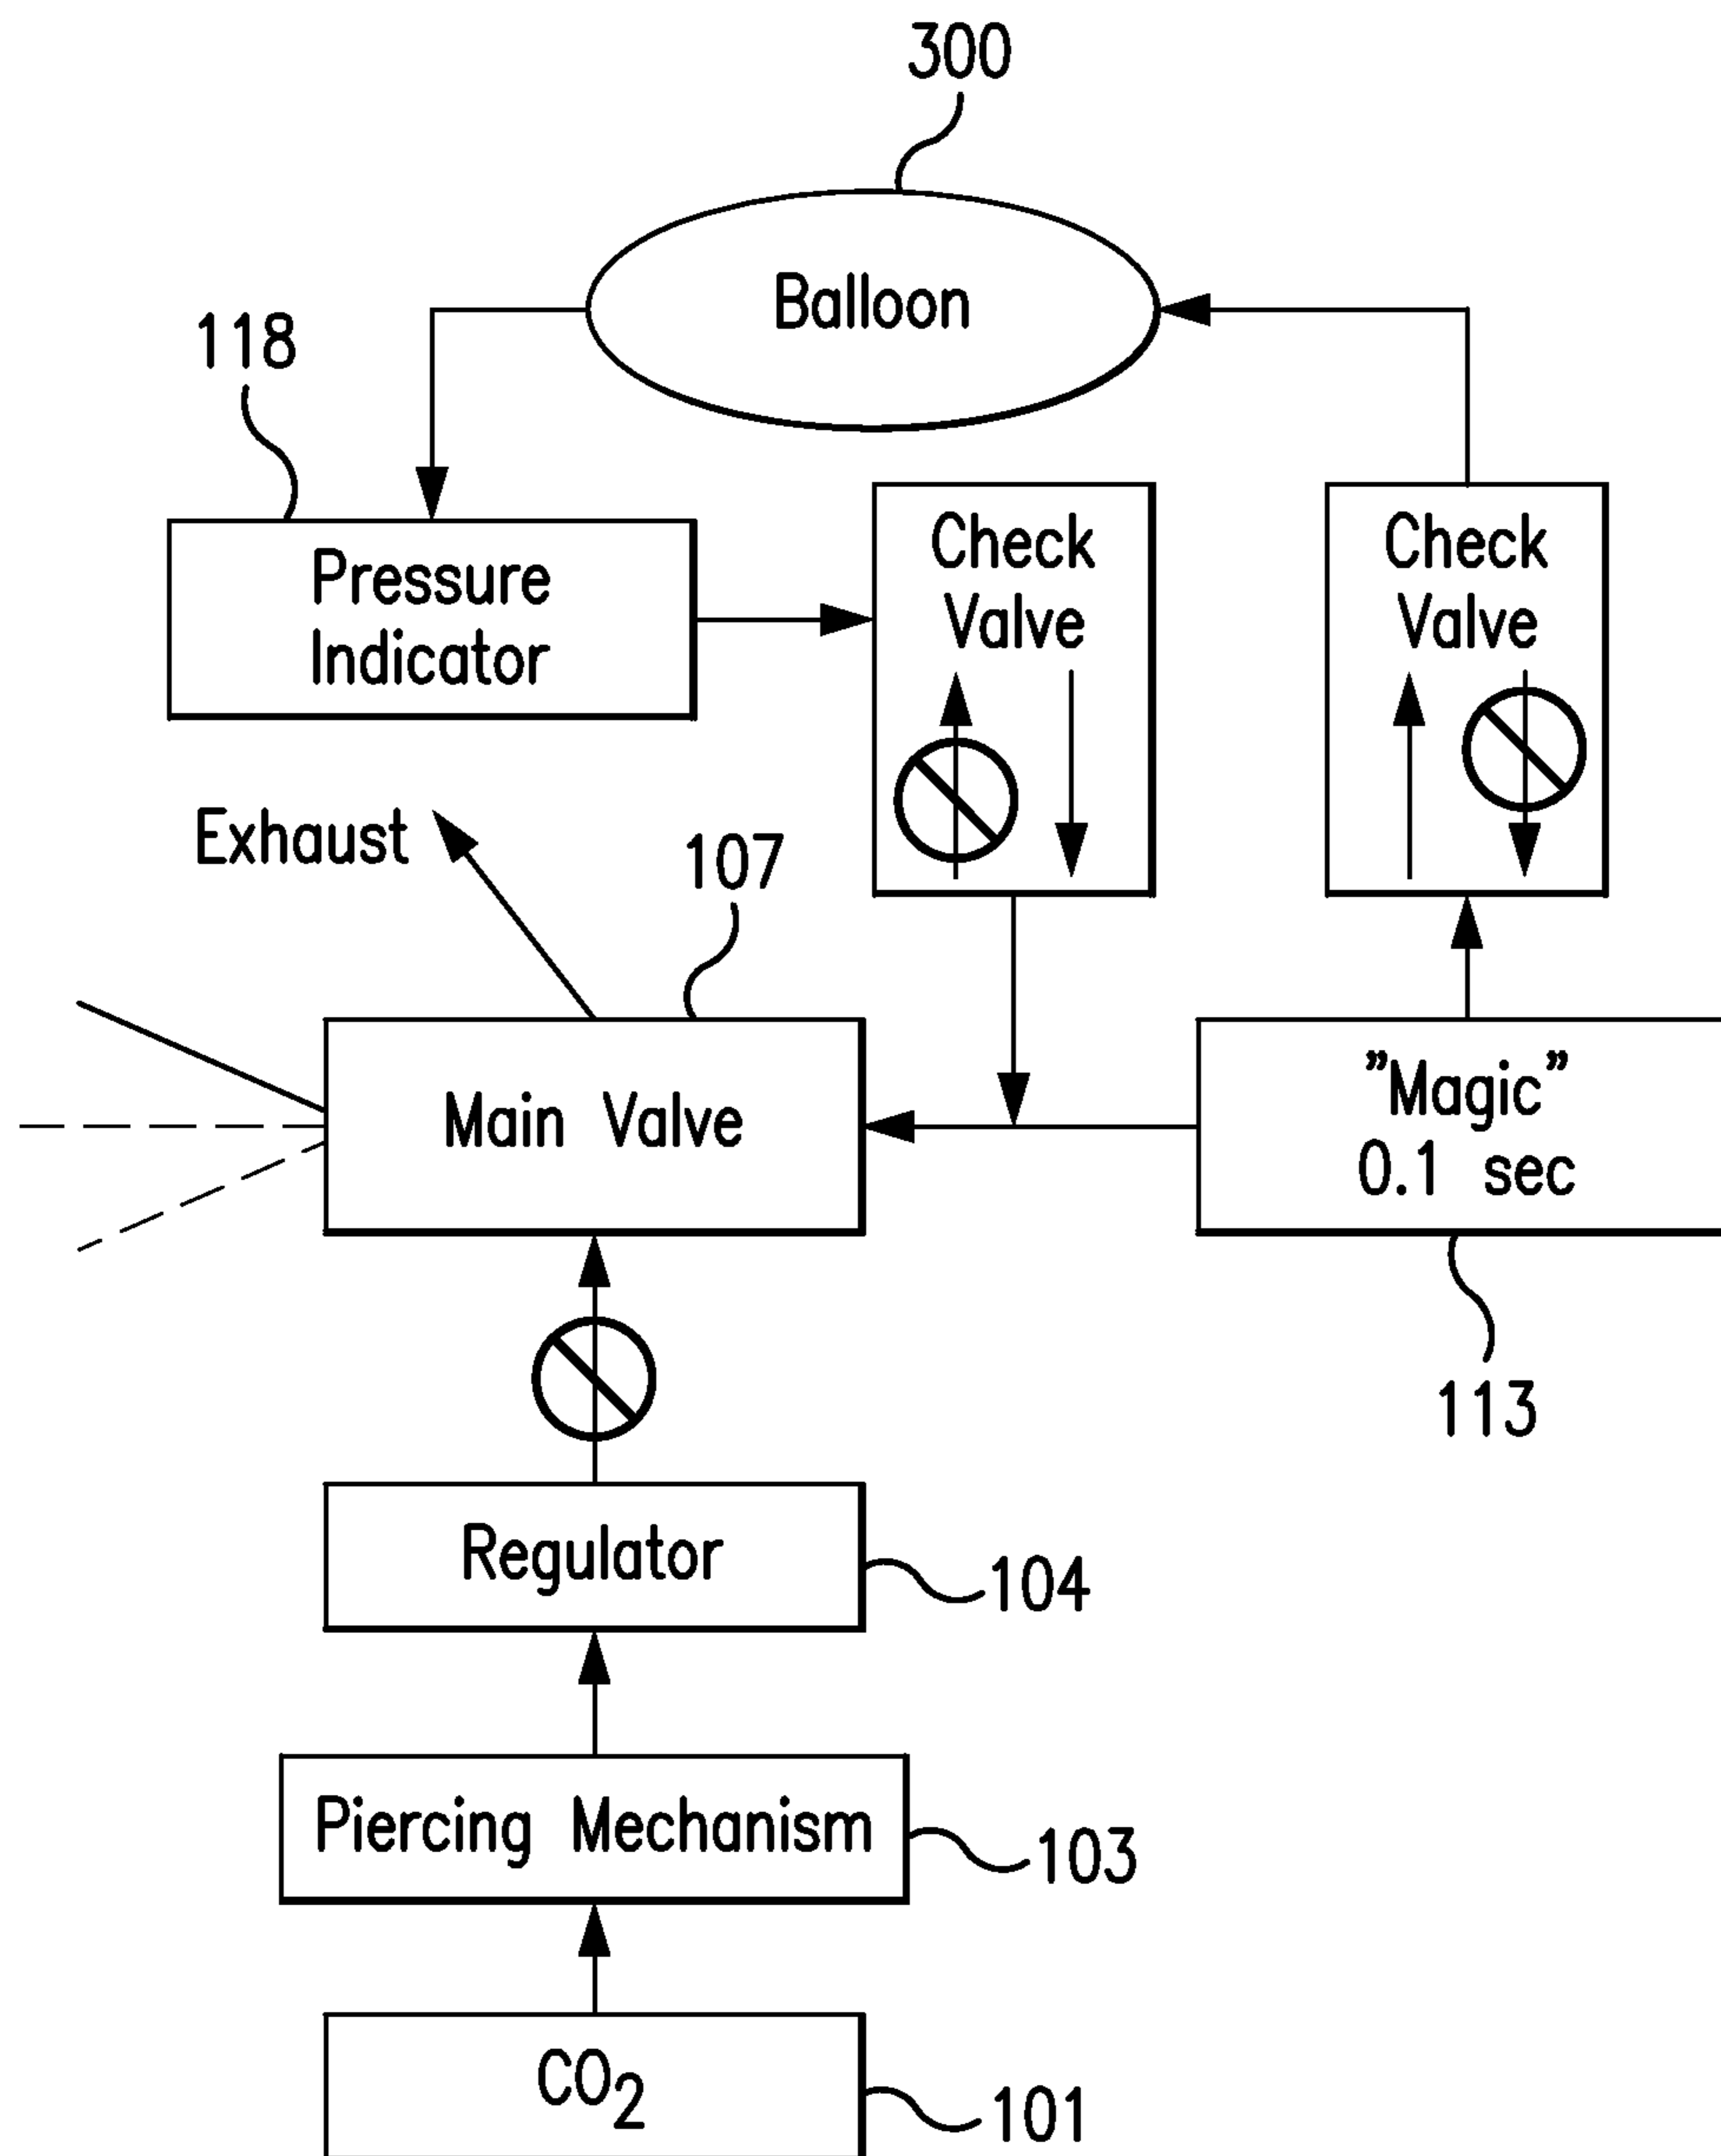 300
Balloon
118
Pressure
Indicator
Check
Valve
Check
Valve
Exhaust
107
Main Valve
"Magic"
0.1 sec
113
Regulator
104
Piercing Mechanism
103
CO₂
101